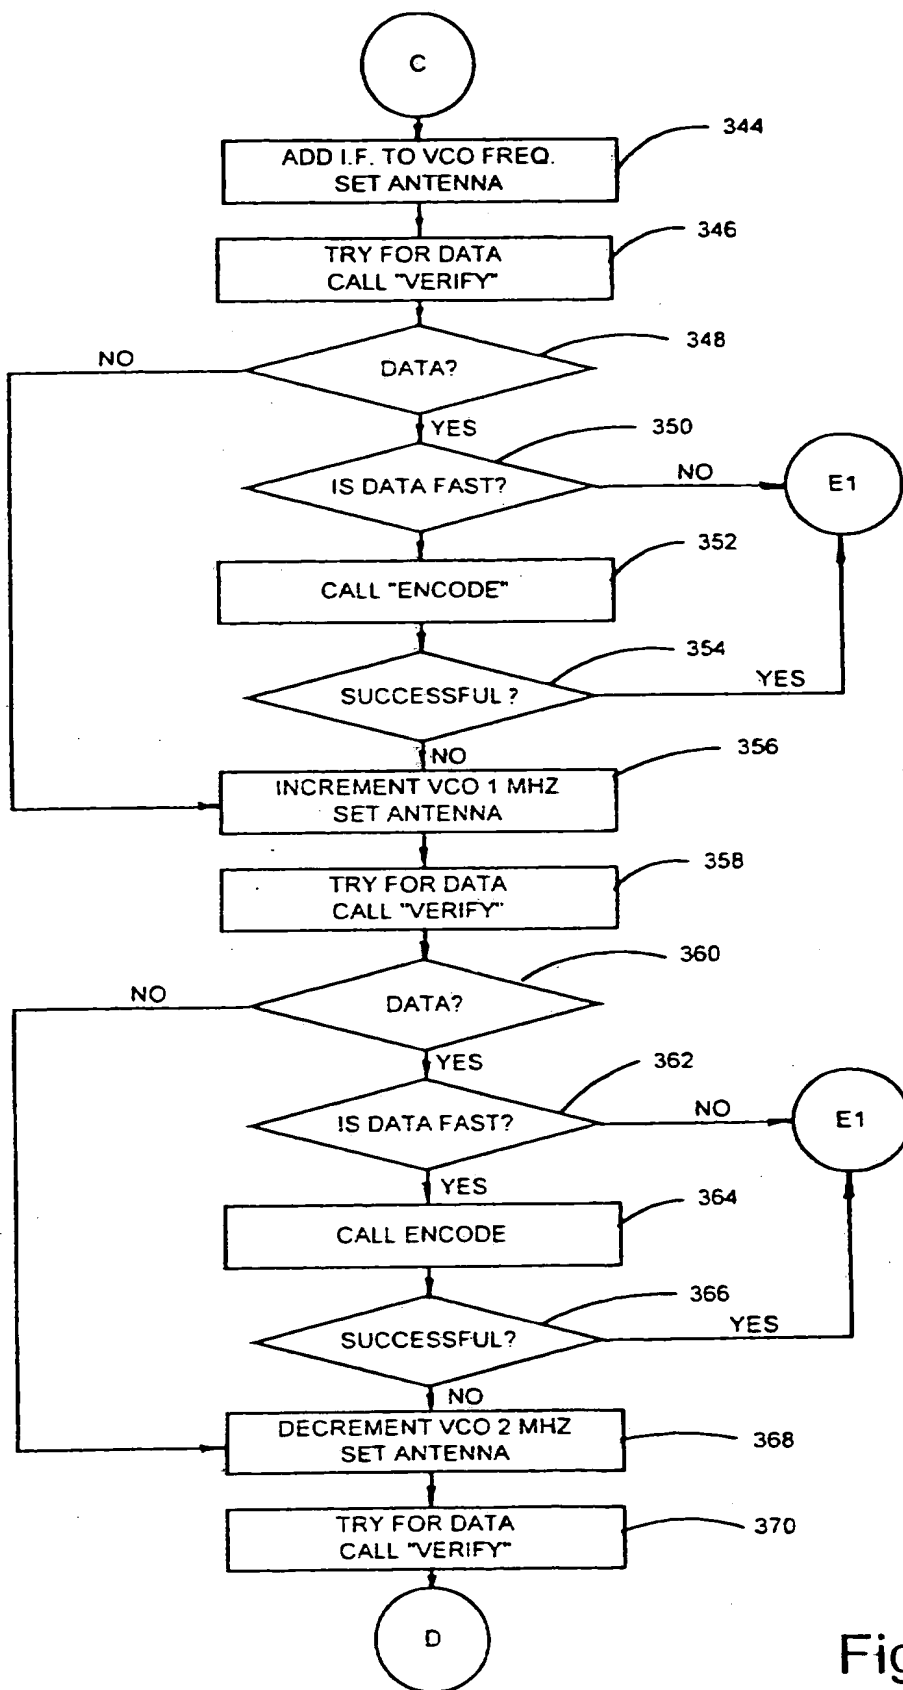 C
344
ADD I.F. TO VCO FREQ.
SET ANTENNA
346
TRY FOR DATA
CALL "VERIFY"
348
NO
DATA?
YES
350
IS DATA FAST?
NO
E1
352
CALL "ENCODE"
354
SUCCESSFUL?
YES
NO
356
INCREMENT VCO 1 MHZ
SET ANTENNA
358
TRY FOR DATA
CALL "VERIFY"
360
NO
DATA?
YES
362
IS DATA FAST?
NO
E1
YES
364
CALL ENCODE
366
SUCCESSFUL?
YES
NO
DECREMENT VCO 2 MHZ
SET ANTENNA
368
TRY FOR DATA
CALL "VERIFY"
370
D